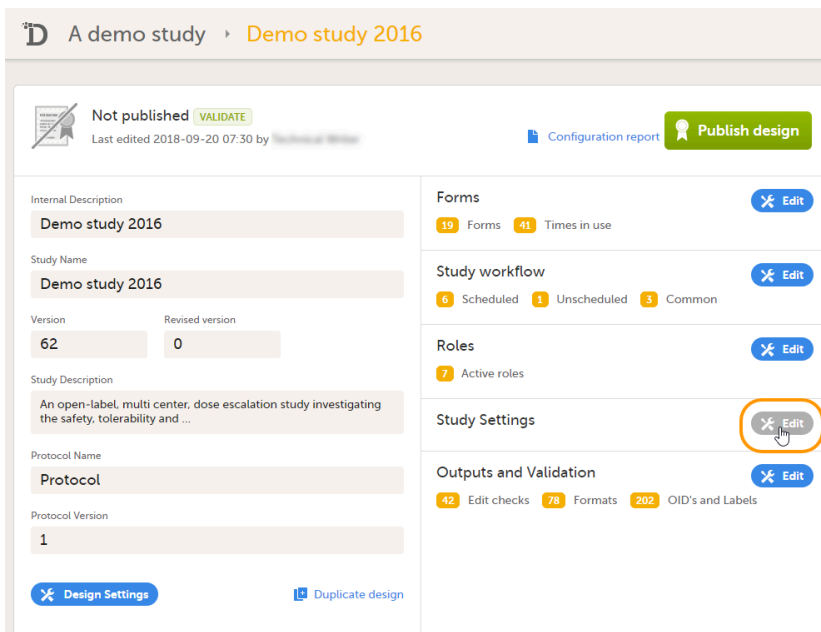 A demo study › Demo study 2016
Not published VALIDATE
Last edited 2018-09-20 07:30 by
Configuration report
Publish design
Internal Description
Demo study 2016
Study Name
Demo study 2016
Version Revised version
62 0
Study Description
An open-label, multi center, dose escalation study investigating
the safety, tolerability and ...
Protocol Name
Protocol
Protocol Version
1
Design Settings
Duplicate design
Forms
Edit
19 Forms 41 Times in use
Study workflow
Edit
6 Scheduled 1 Unscheduled 3 Common
Roles
Edit
7 Active roles
Study Settings
Edit
Outputs and Validation
Edit
42 Edit checks 78 Formats 202 OID's and Labels